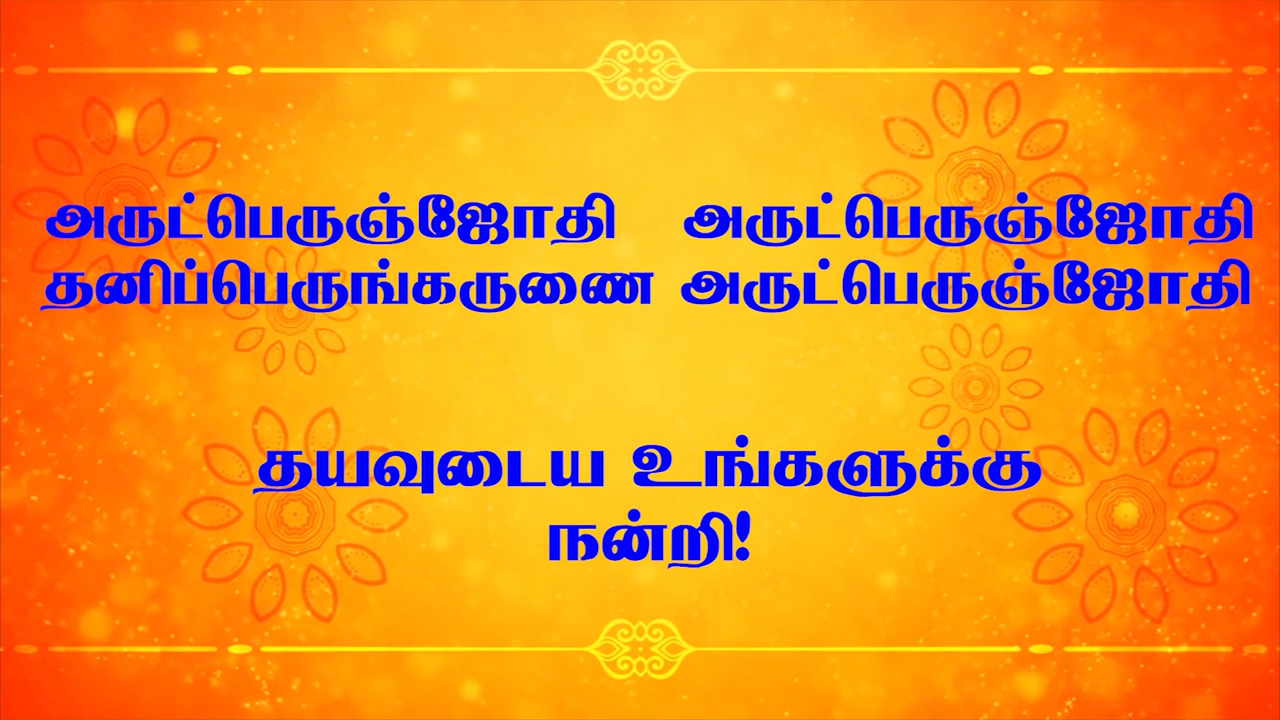 அருட்பெருஞ்ஜோதி அருட்பெருஞ்ஜோதி
தனிப்பெருங்கருணை அருட்பெருஞ்ஜோதி
தயவுடைய உங்களுக்கு
நன்றி!